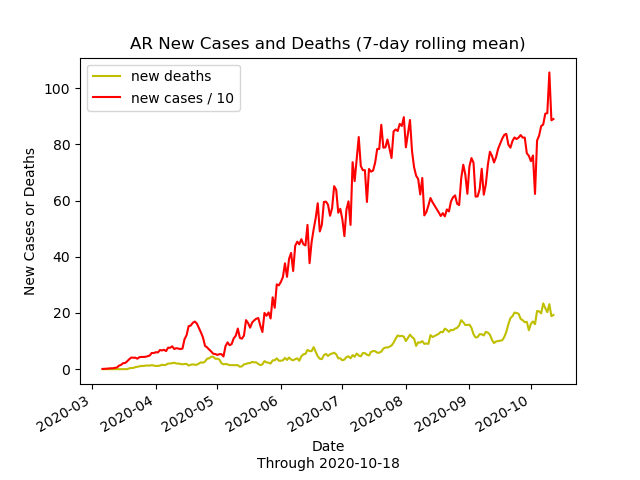 AR New Cases and Deaths (7-day rolling mean)
new deaths
new cases / 10
New Cases or Deaths
100
80
60
40
20
0
2020-03
2020-04
2020-05
2020-06
2020-07
2020-08
2020-09
2020-10
Date
Through 2020-10-18